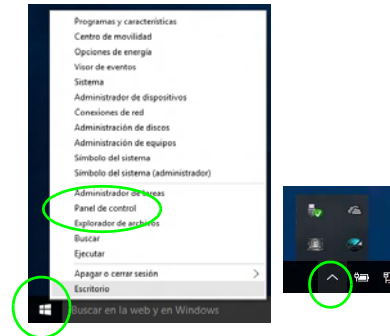 Programas y características
Centro de movilidad
Opciones de energía
Visor de eventos
Sistema
Administrador de dispositivos
Conexiones de red
Administración de discos
Administración de equipos
Símbolo del sistema
Símbolo del sistema (administrador)
Administrador de tareas
Panel de control
Explorador de archivos
Buscar
Ejecutar
Apagar o cerrar sesión
Escritorio
Buscar en la web y en Windows